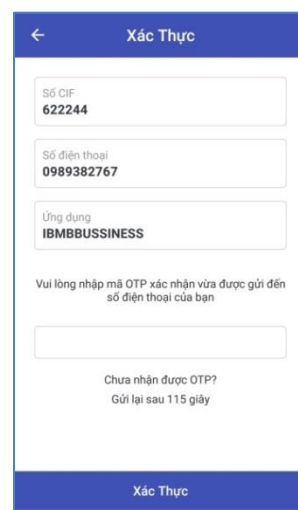 Xác Thực
Số CIF
622244
Số điện thoại
0989382767
Ứng dụng
IBMBBUSSINESS
Vui lòng nhập mã OTP xác nhận vừa được gửi đến
số điện thoại của bạn
Chưa nhận được OTP?
Gửi lại sau 115 giây
Xác Thực